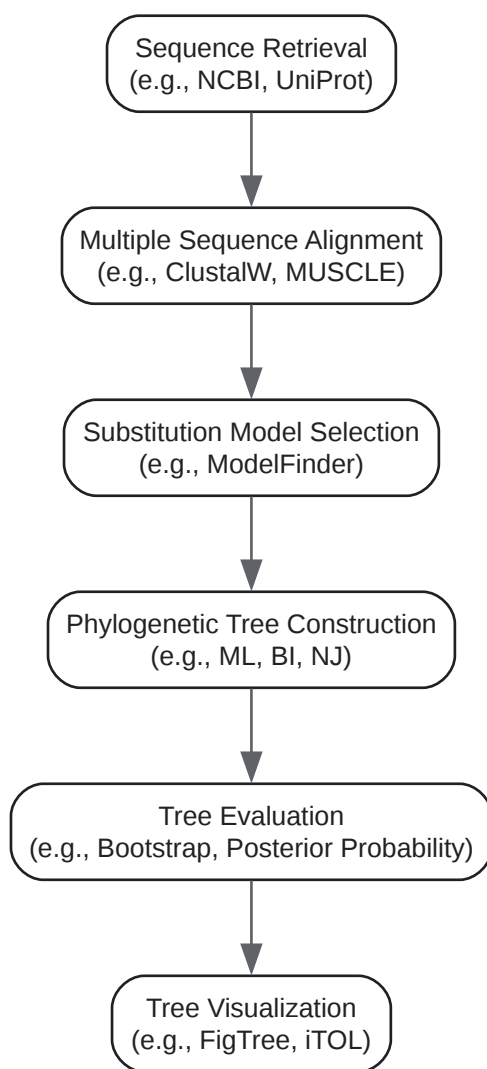 Sequence Retrieval
(e.g., NCBI, UniProt)
Multiple Sequence Alignment
(e.g., ClustalW, MUSCLE)
Substitution Model Selection
(e.g., ModelFinder)
Phylogenetic Tree Construction
(e.g., ML, BI, NJ)
Tree Evaluation
(e.g., Bootstrap, Posterior Probability)
Tree Visualization
(e.g., FigTree, iTOL)